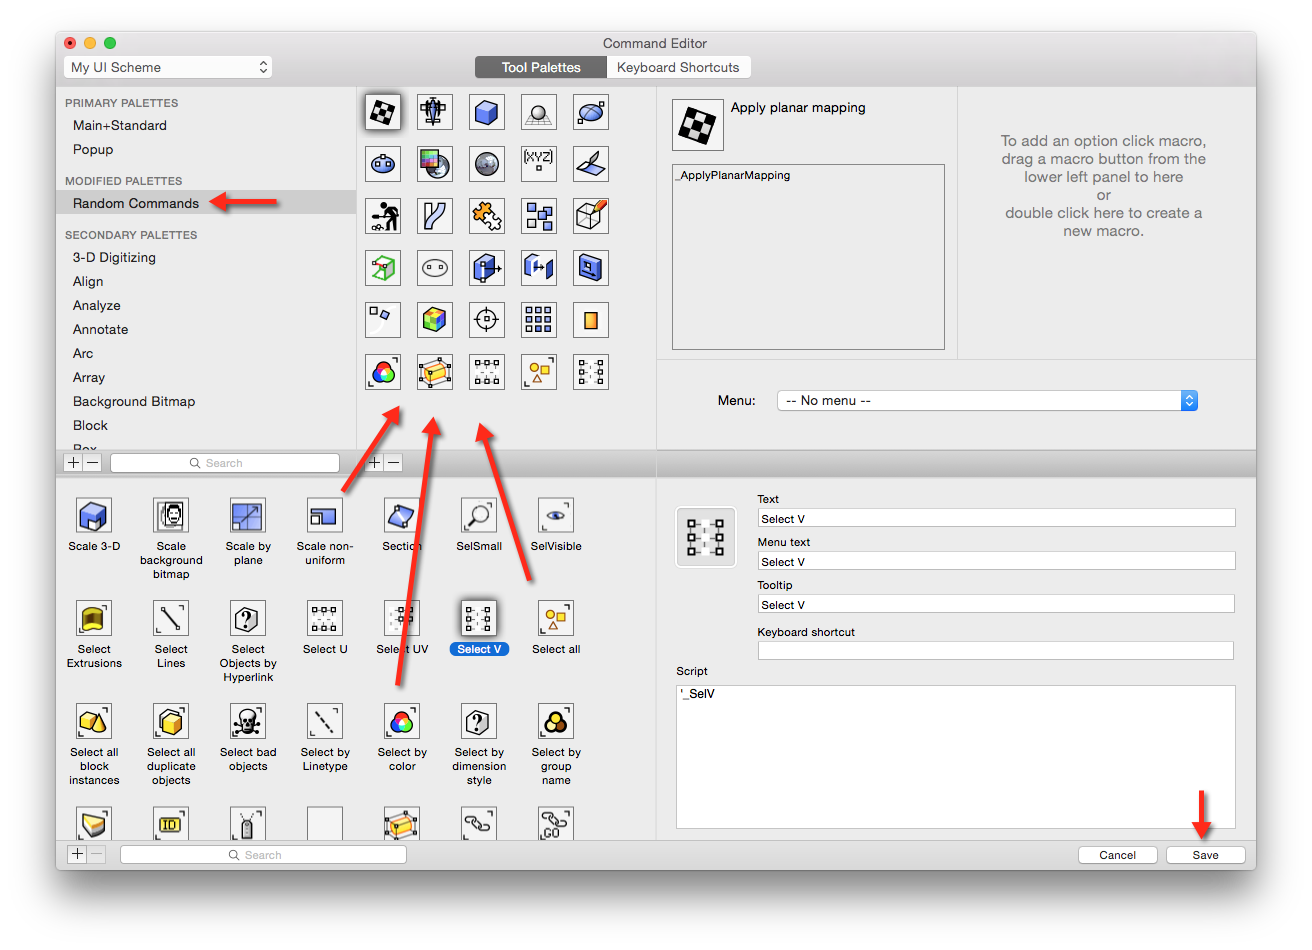 Command Editor
My UI Scheme
Tool Palettes
Keyboard Shortcuts
PRIMARY PALETTES
Main+Standard
Popup
MODIFIED PALETTES
Random Commands
SECONDARY PALETTES
3-D Digitizing
Align
Analyze
Annotate
Arc
Array
Background Bitmap
Block
Box
Search
(XYZ)
Apply planar mapping
_ApplyPlanarMapping
To add an option click macro,
drag a macro button from the
lower left panel to here
or
double click here to create a
new macro.
Menu:
-- No menu --
Scale 3-D
Scale
background
bitmap
Scale by
plane
Scale non-
uniform
Section
SelSmall
SelVisible
Select
Extrusions
Select
Lines
Select
Objects by
Hyperlink
Select U
Select UV
Select V
Select all
Select all
block
instances
Select all
duplicate
objects
Select bad
objects
Select by
Linetype
Select by
color
Select by
dimension
style
Select by
group
name
ID
GO
Search
Text
Select V
Menu text
Select V
Tooltip
Select V
Keyboard shortcut
Script
'_SelV
Cancel
Save